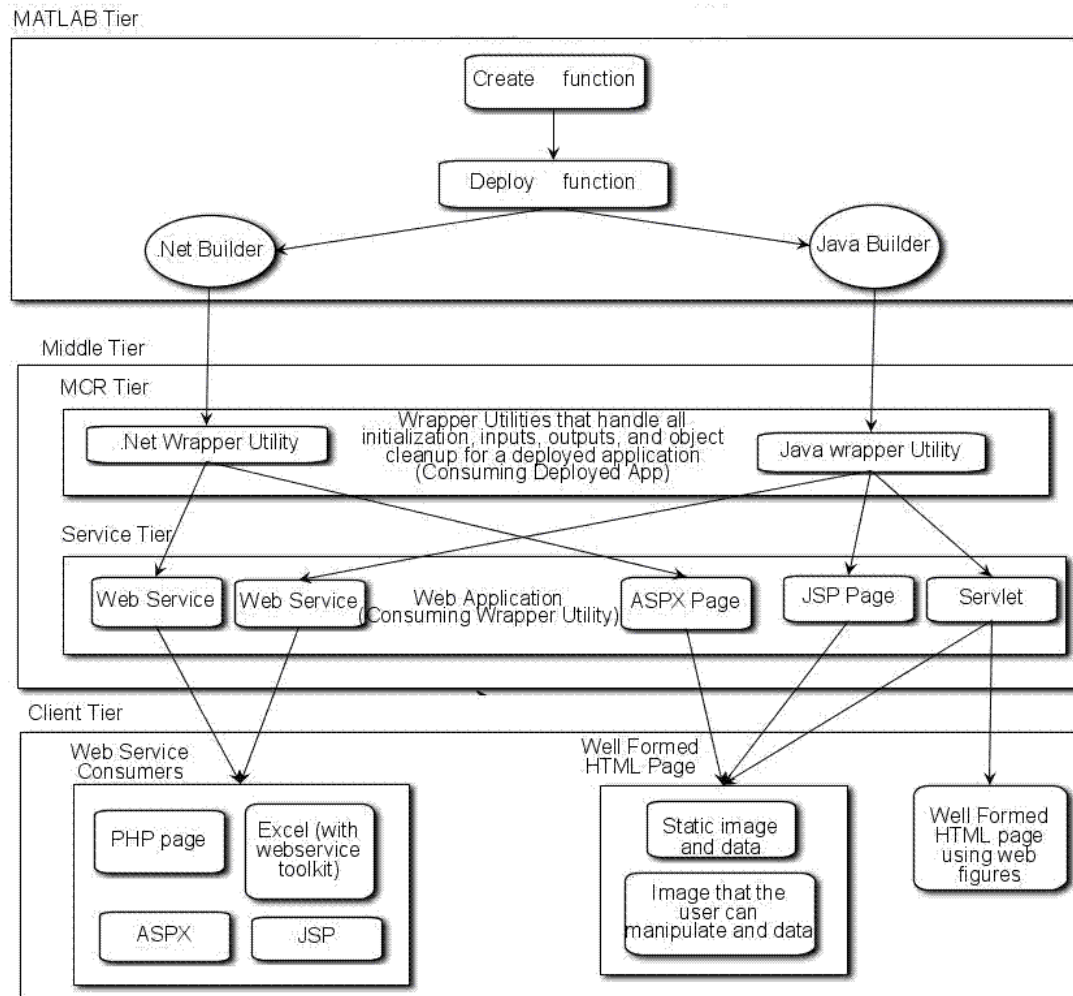 MATLAB Tier
Create function
Deploy function
.Net Builder
Java Builder
Middle Tier
MCR Tier
Wrapper Utilities that handle all
initialization, inputs, outputs, and object
cleanup for a deployed application
(Consuming Deployed App)
.Net Wrapper Utility
Java wrapper Utility
Service Tier
Web Service
Web Service
Web Application
(Consuming Wrapper Utility)
ASPX Page
JSP Page
Servlet
Client Tier
Web Service
Consumers
PHP page
Excel (with
webservice
toolkit)
ASPX
JSP
Well Formed
HTML Page
Static image
and data
Image that the
user can
manipulate and data
Well Formed
HTML page
using web
figures